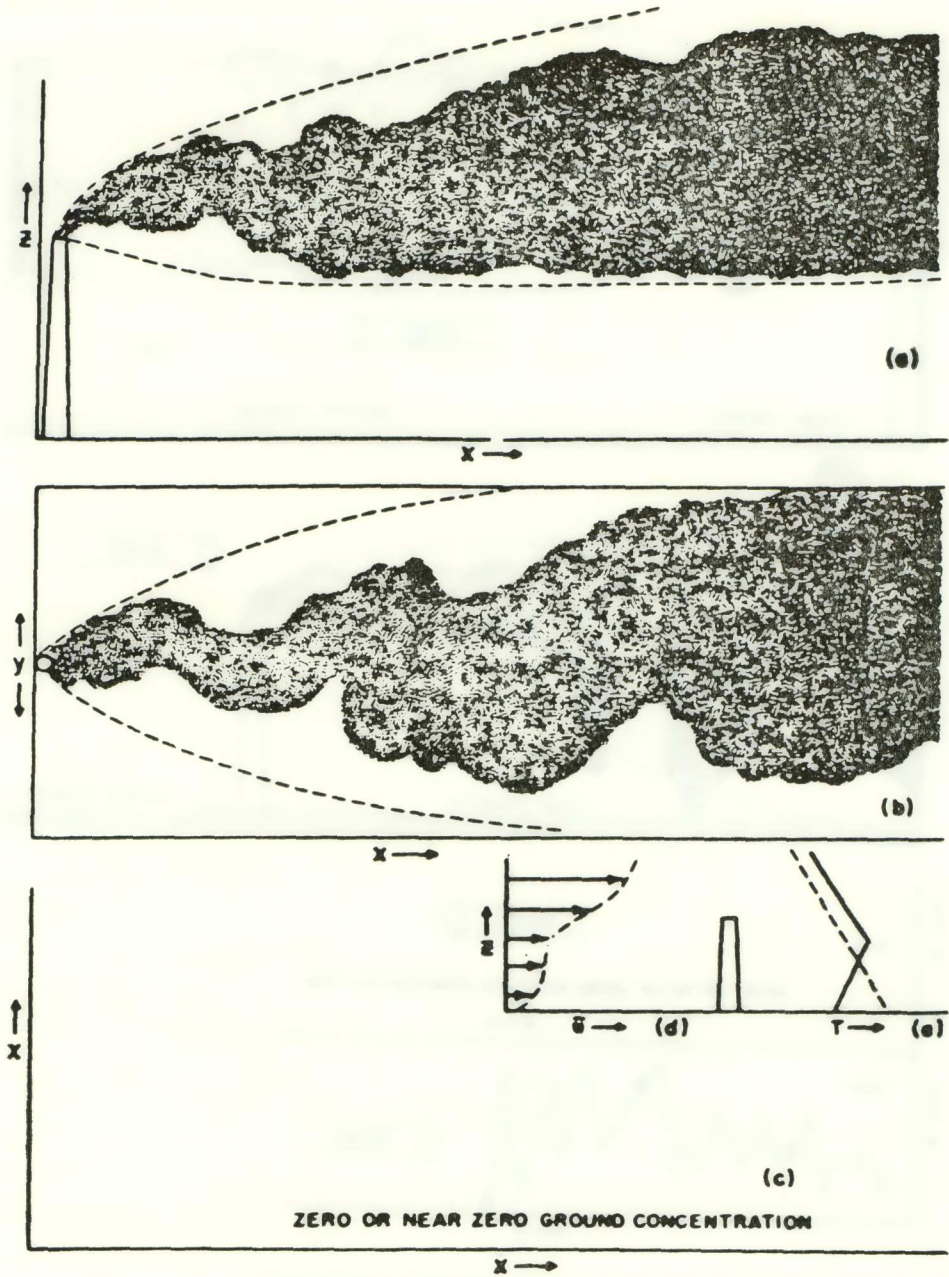 Z
(a)
X
y
(b)
X
Z
ū (d)
T (e)
X
(c)
ZERO OR NEAR ZERO GROUND CONCENTRATION
X